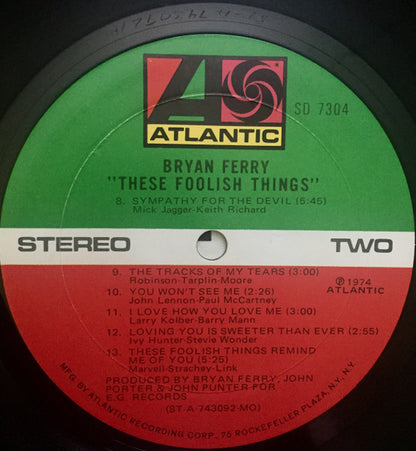 SD 7304
ATLANTIC
BRYAN FERRY
"THESE FOOLISH THINGS"
8. SYMPATHY FOR THE DEVIL (5:45)
Mick Jagger-Keith Richard
STEREO
TWO
9. THE TRACKS OF MY TEARS (3:00)
Robinson-Tarplin-Moore
10. YOU WON'T SEE ME (2:26)
John Lennon-Paul McCartney
11. I LOVE HOW YOU LOVE ME (3:00)
Larry Kolber-Barry Mann
12. LOVING YOU IS SWEETER THAN EVER (2:55)
Ivy Hunter-Stevie Wonder
13. THESE FOOLISH THINGS REMIND
ME OF YOU (5:25)
Marvell-Strachey-Link
℗ 1974
ATLANTIC
PRODUCED BY BRYAN FERRY, JOHN
PORTER & JOHN PUNTER FOR
E.G. RECORDS
(ST-A-743092-MO)
MFG. BY ATLANTIC RECORDING CORP., 75 ROCKEFELLER PLAZA, N.Y., N.Y.